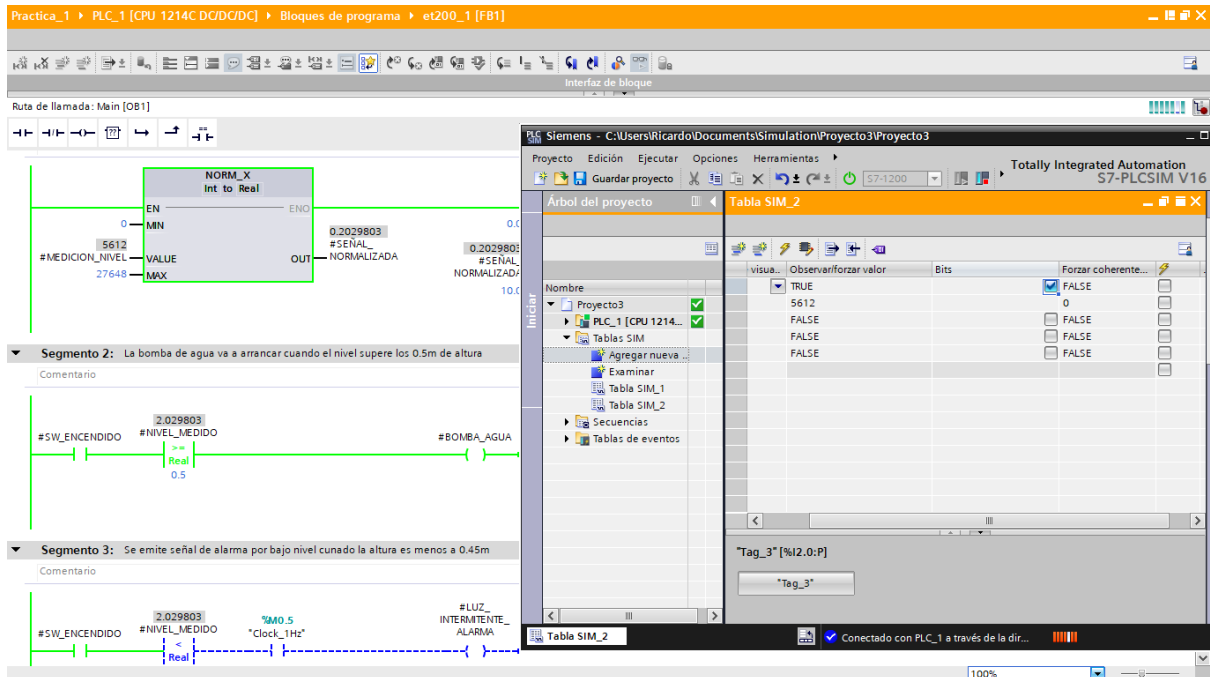 Practica_1 ▸ PLC_1 [CPU 1214C DC/DC/DC] ▸ Bloques de programa ▸ et200_1 [FB1]
Interfaz de bloque
Ruta de llamada: Main [OB1]
NORM_X
Int to Real
EN
ENO
0
MIN
5612
#MEDICION_NIVEL
VALUE
27648
MAX
OUT
0.2029803
#SEÑAL_
NORMALIZADA
0.0
0.2029803
#SEÑAL_
NORMALIZADA
10.0
Segmento 2: La bomba de agua va a arrancar cuando el nivel supere los 0.5m de altura
Comentario
#SW_ENCENDIDO
2.029803
#NIVEL_MEDIDO
>=
Real
0.5
#BOMBA_AGUA
Segmento 3: Se emite señal de alarma por bajo nivel cunado la altura es menos a 0.45m
Comentario
#SW_ENCENDIDO
2.029803
#NIVEL_MEDIDO
<
Real
%M0.5
"Clock_1Hz"
#LUZ_
INTERMITENTE_
ALARMA
100%
Siemens - C:\Users\Ricardo\Documents\Simulation\Proyecto3\Proyecto3
Proyecto Edición Ejecutar Opciones Herramientas
Totally Integrated Automation
S7-PLCSIM V16
Guardar proyecto
S7-1200
Árbol del proyecto
Iniciar
Nombre
Proyecto3
PLC_1 [CPU 1214...
Tablas SIM
Agregar nueva ..
Examinar
Tabla SIM_1
Tabla SIM_2
Secuencias
Tablas de eventos
Tabla SIM_2
visua.. Observar/forzar valor Bits Forzar coherente...
TRUE FALSE
5612 0
FALSE FALSE
FALSE FALSE
FALSE FALSE
"Tag_3" [%I2.0:P]
"Tag_3"
Tabla SIM_2
Conectado con PLC_1 a través de la dir...